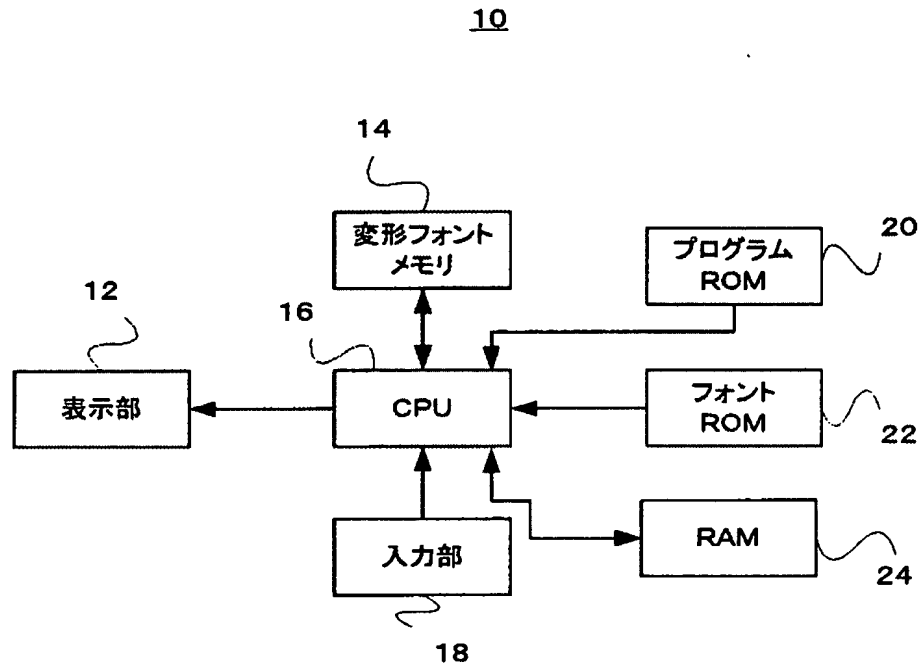 10
14
変形フォント
メモリ
20
プログラム
ROM
12
16
表示部
CPU
フォント
ROM
22
入力部
RAM
24
18